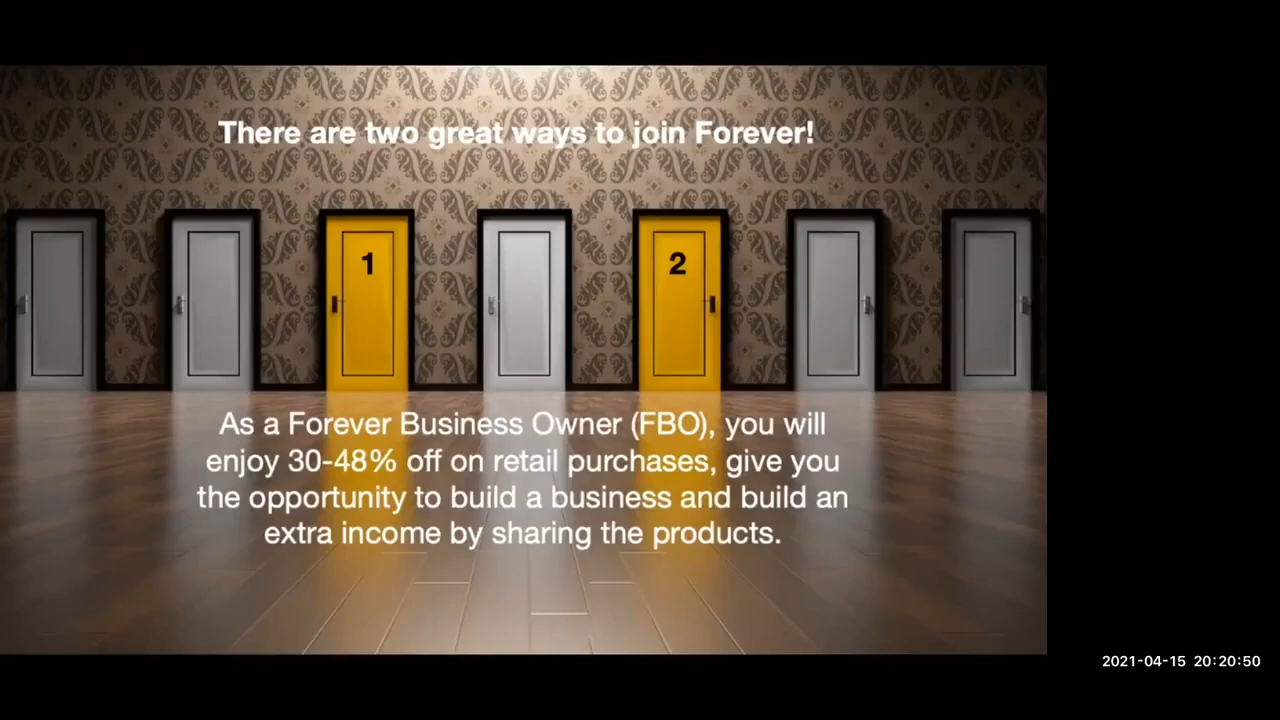 There are two great ways to join Forever!
1
2
As a Forever Business Owner (FBO), you will
enjoy 30-48% off on retail purchases, give you
the opportunity to build a business and build an
extra income by sharing the products.
2021-04-15 20:20:50